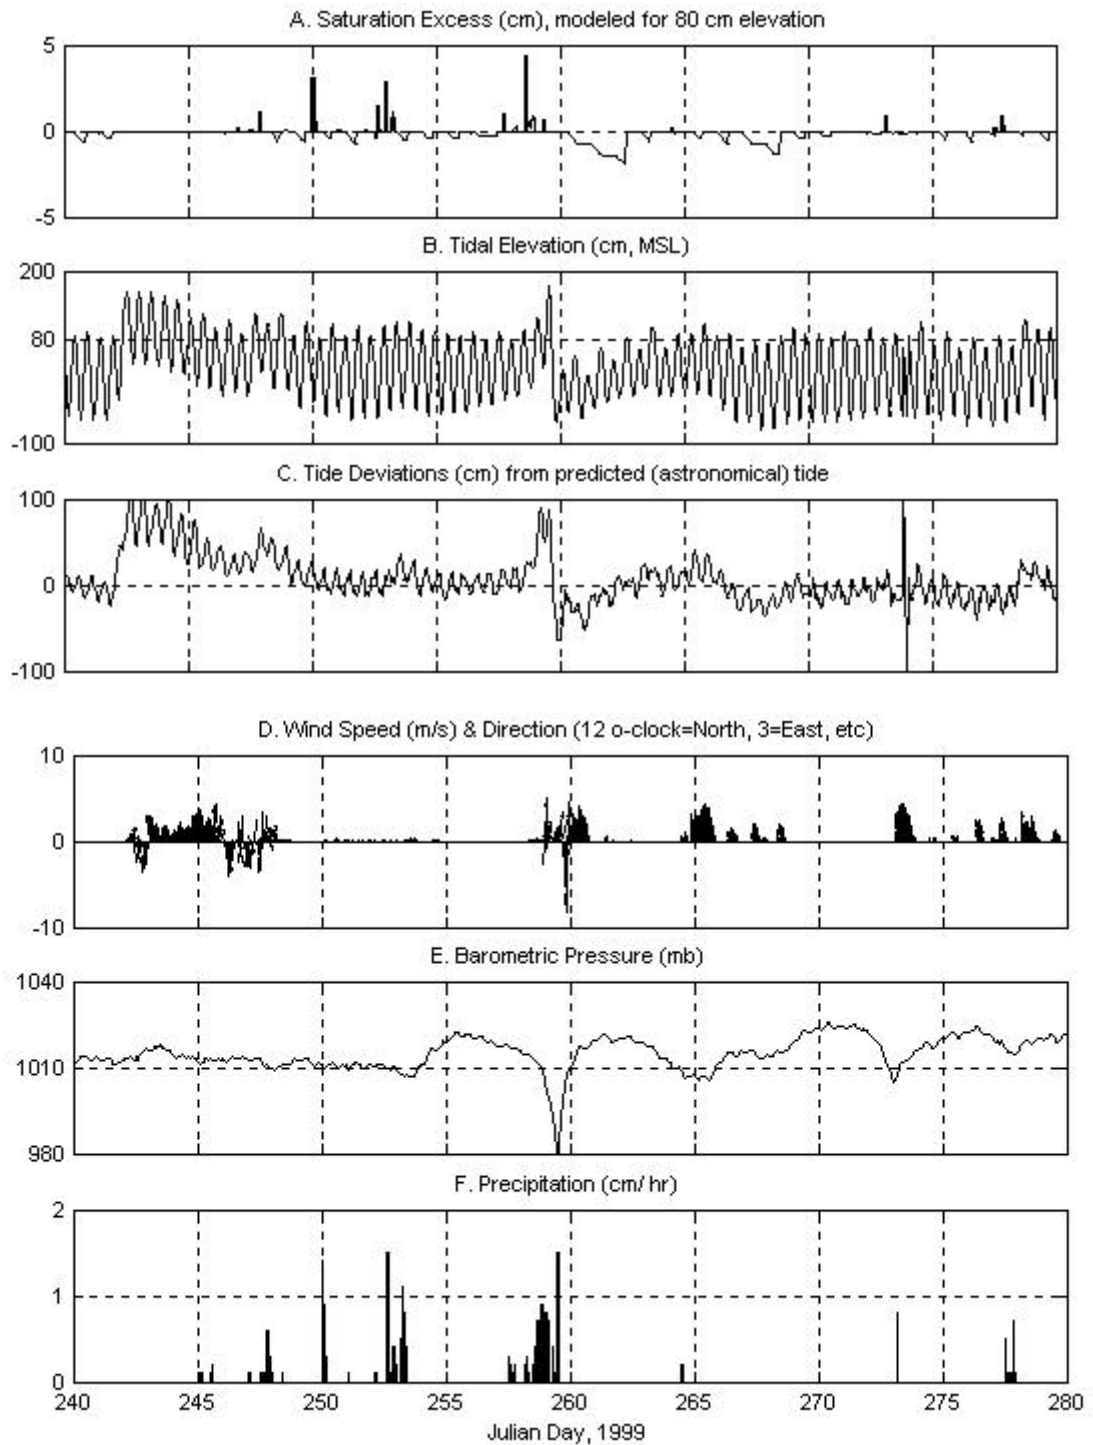 A. Saturation Excess (cm), modeled for 80 cm elevation
5
0
-5
B. Tidal Elevation (cm, MSL)
200
80
-100
C. Tide Deviations (cm) from predicted (astronomical) tide
100
0
-100
D. Wind Speed (m/s) & Direction (12 o-clock=North, 3=East, etc)
10
0
-10
E. Barometric Pressure (mb)
1040
1010
980
F. Precipitation (cm/ hr)
2
1
0
240 245 250 255 260 265 270 275 280
Julian Day, 1999